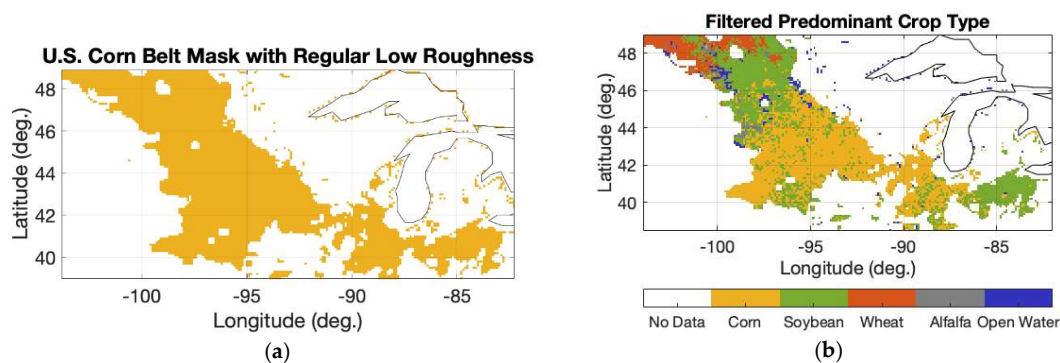 U.S. Corn Belt Mask with Regular Low Roughness
48
46
44
42
40
Latitude (deg.)
-100
-95
-90
-85
Longitude (deg.)
(a)
Filtered Predominant Crop Type
48
46
44
42
40
Latitude (deg.)
-100
-95
-90
-85
Longitude (deg.)
No Data
Corn
Soybean
Wheat
Alfalfa
Open Water
(b)